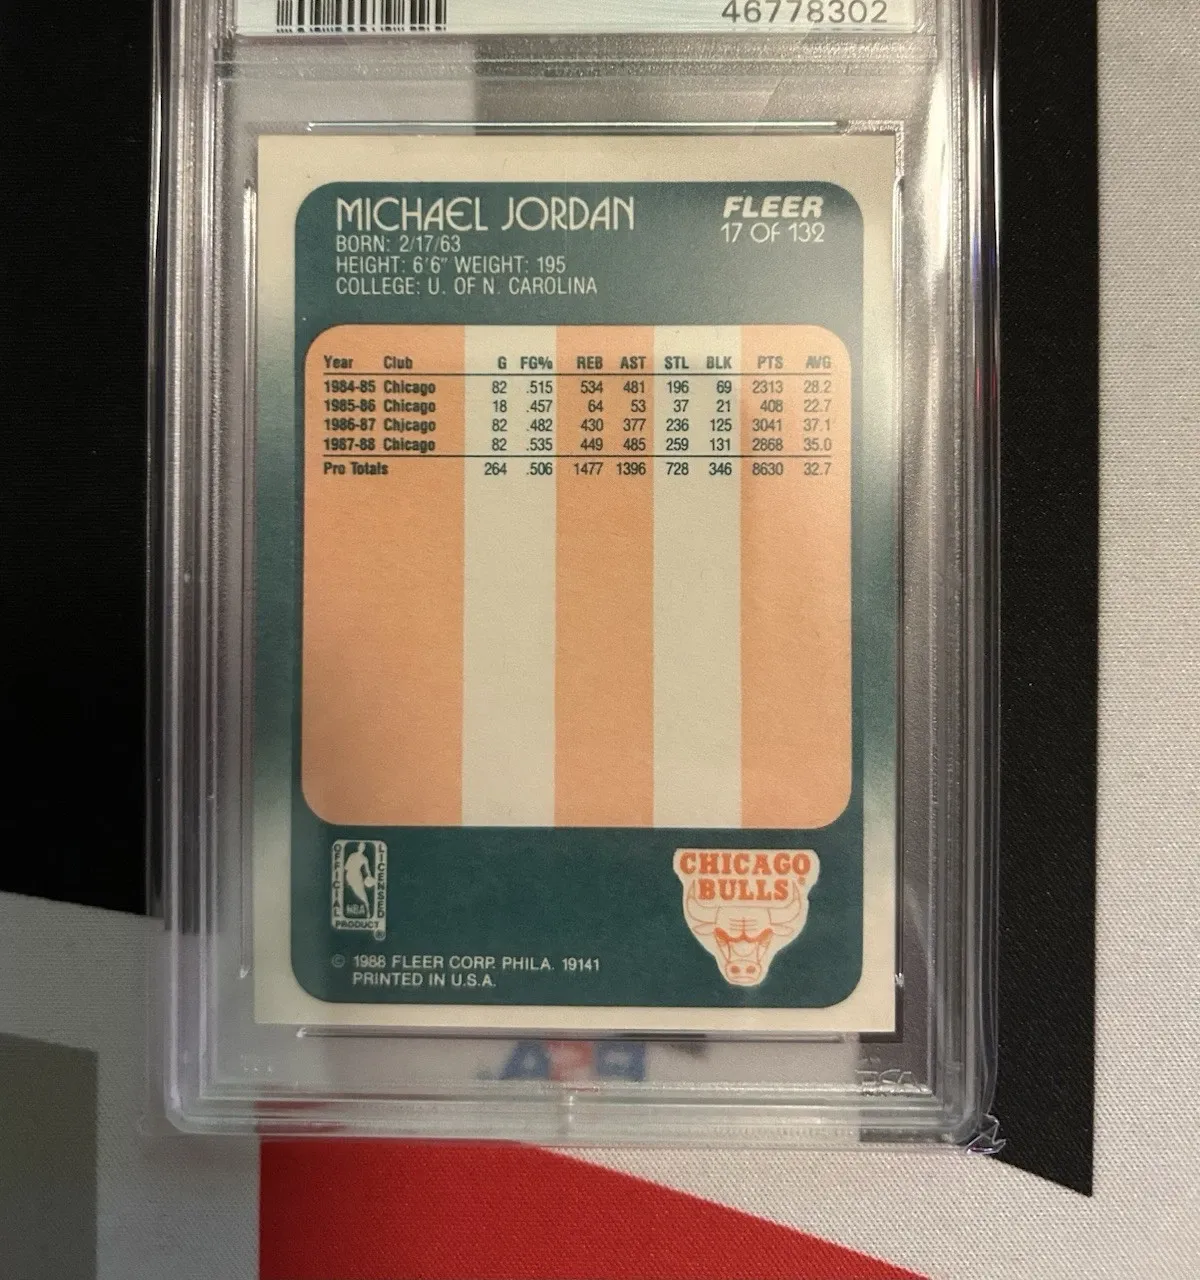 46778302
MICHAEL JORDAN
BORN: 2/17/63
HEIGHT: 6'6" WEIGHT: 195
COLLEGE: U. OF N. CAROLINA
FLEER
17 OF 132
Year Club G FG% REB AST STL BLK PTS AVG
1984-85 Chicago 82 .515 534 481 196 69 2313 28.2
1985-86 Chicago 18 .457 64 53 37 21 408 22.7
1986-87 Chicago 82 .482 430 377 236 125 3041 37.1
1987-88 Chicago 82 .535 449 485 259 131 2868 35.0
Pro Totals 264 .506 1477 1396 728 346 8630 32.7
OFFICIAL LICENSED
NBA
PRODUCT ®
CHICAGO
BULLS ®
© 1988 FLEER CORP. PHILA. 19141
PRINTED IN U.S.A.
PSA